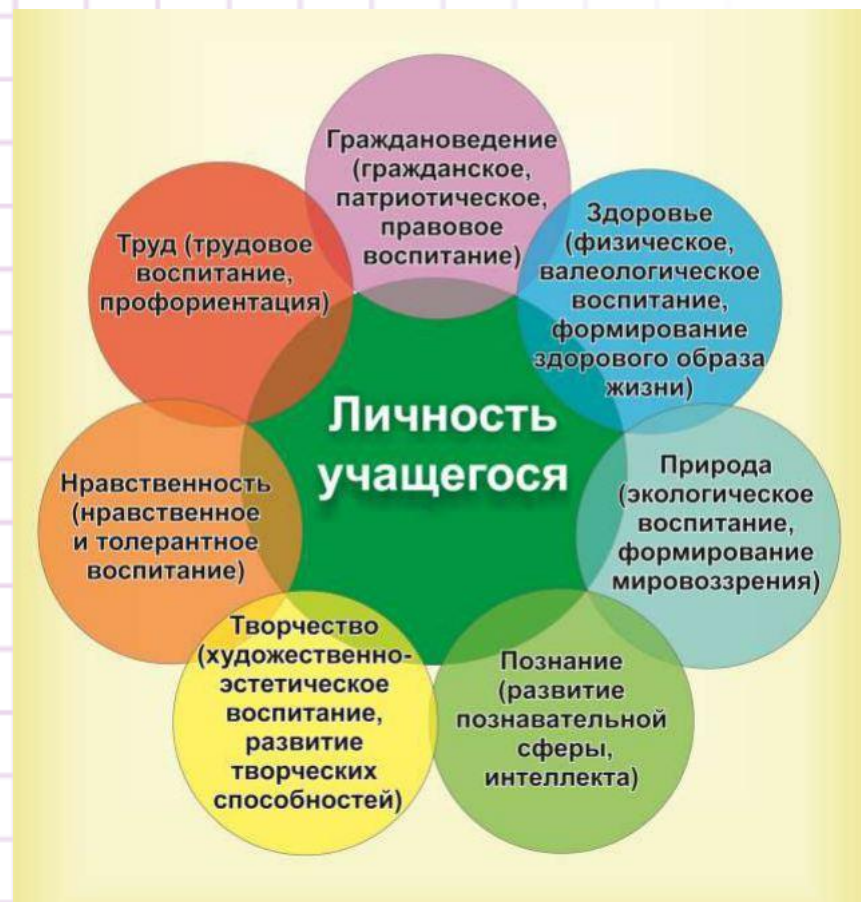 Граждановедение
(гражданское,
патриотическое,
правовое
воспитание)
Здоровье
(физическое,
валеологическое
воспитание,
формирование
здорового образа
жизни)
Природа
(экологическое
воспитание,
формирование
мировоззрения)
Познание
(развитие
познавательной
сферы,
интеллекта)
Творчество
(художественно-
эстетическое
воспитание,
развитие
творческих
способностей)
Нравственность
(нравственное
и толерантное
воспитание)
Труд (трудовое
воспитание,
профориентация)
Личность
учащегося